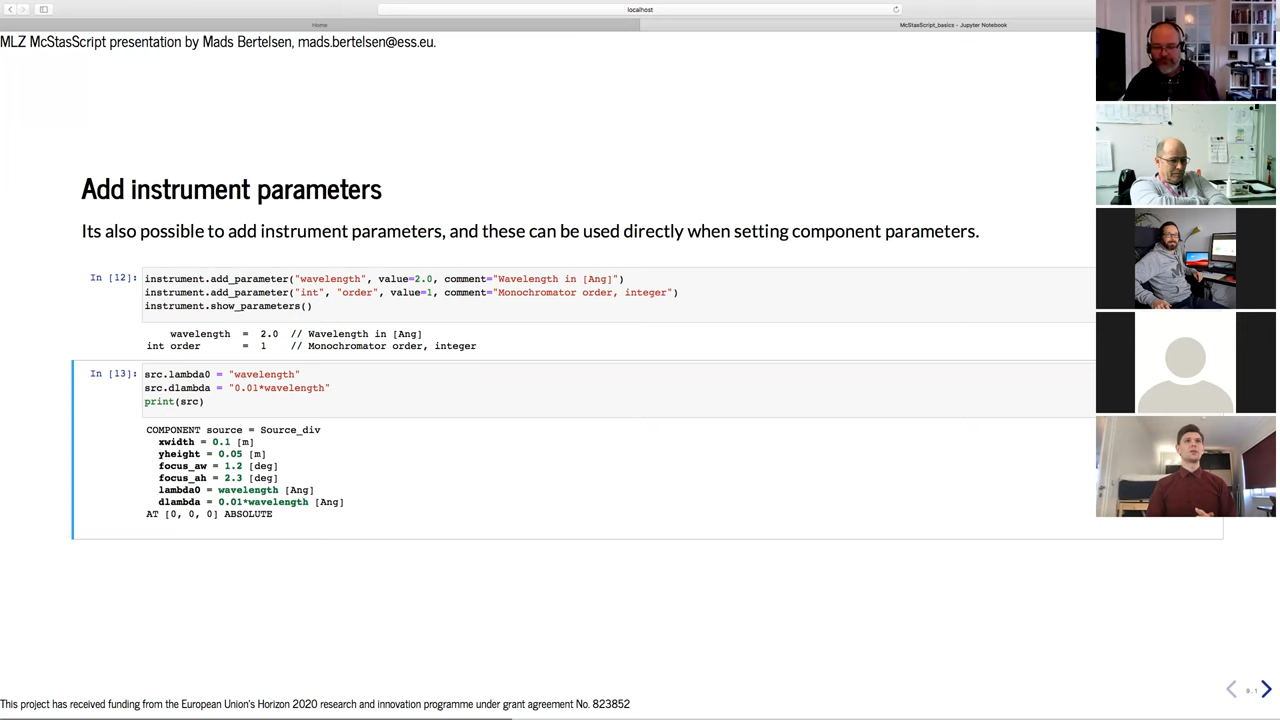 localhost
Home
McStasScript_basics - Jupyter Notebook
MLZ McStasScript presentation by Mads Bertelsen, mads.bertelsen@ess.eu.
Add instrument parameters
Its also possible to add instrument parameters, and these can be used directly when setting component parameters.
In [12]: instrument.add_parameter("wavelength", value=2.0, comment="Wavelength in [Ang]")
instrument.add_parameter("int", "order", value=1, comment="Monochromator order, integer")
instrument.show_parameters()
wavelength = 2.0 // Wavelength in [Ang]
int order = 1 // Monochromator order, integer
In [13]: src.lambda0 = "wavelength"
src.dlambda = "0.01*wavelength"
print(src)
COMPONENT source = Source_div
xwidth = 0.1 [m]
yheight = 0.05 [m]
focus_aw = 1.2 [deg]
focus_ah = 2.3 [deg]
lambda0 = wavelength [Ang]
dlambda = 0.01*wavelength [Ang]
AT [0, 0, 0] ABSOLUTE
9.1
This project has received funding from the European Union's Horizon 2020 research and innovation programme under grant agreement No. 823852